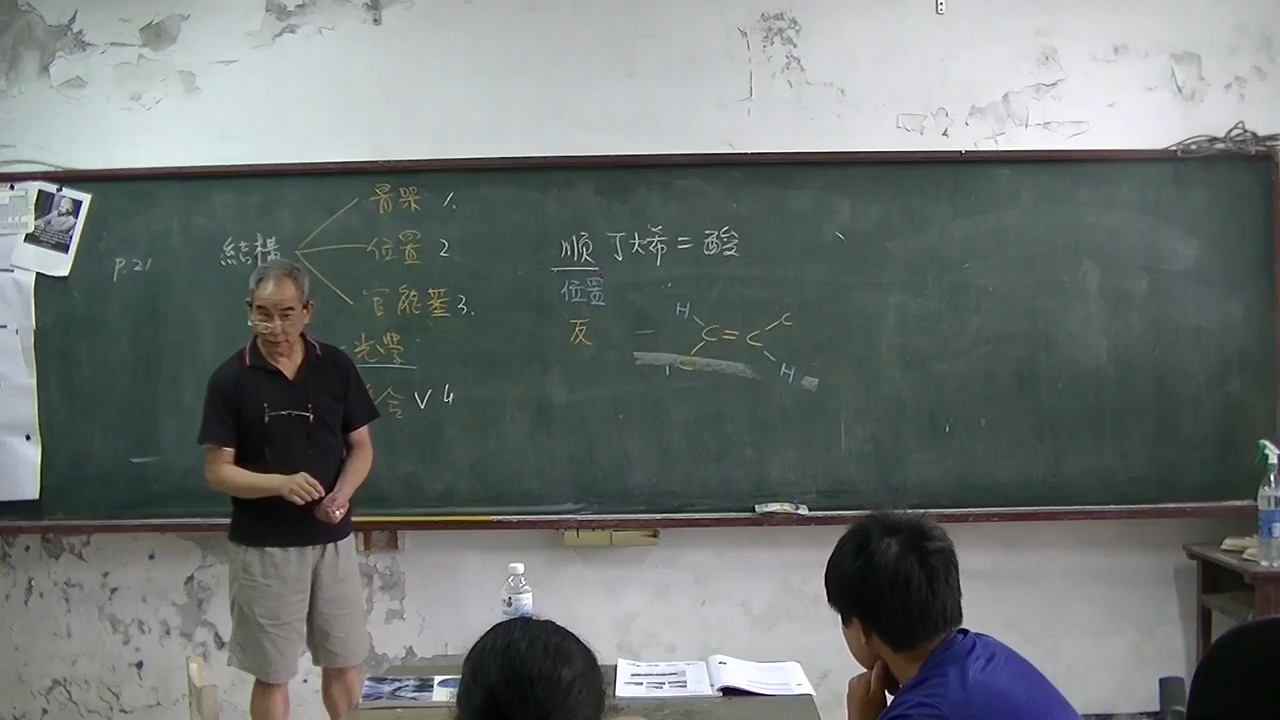 骨架 1.
p.21 結構 位置 2
官能基 3.
光學
合 ∨ 4
順丁烯二酸
位置
反
H C
C = C
H